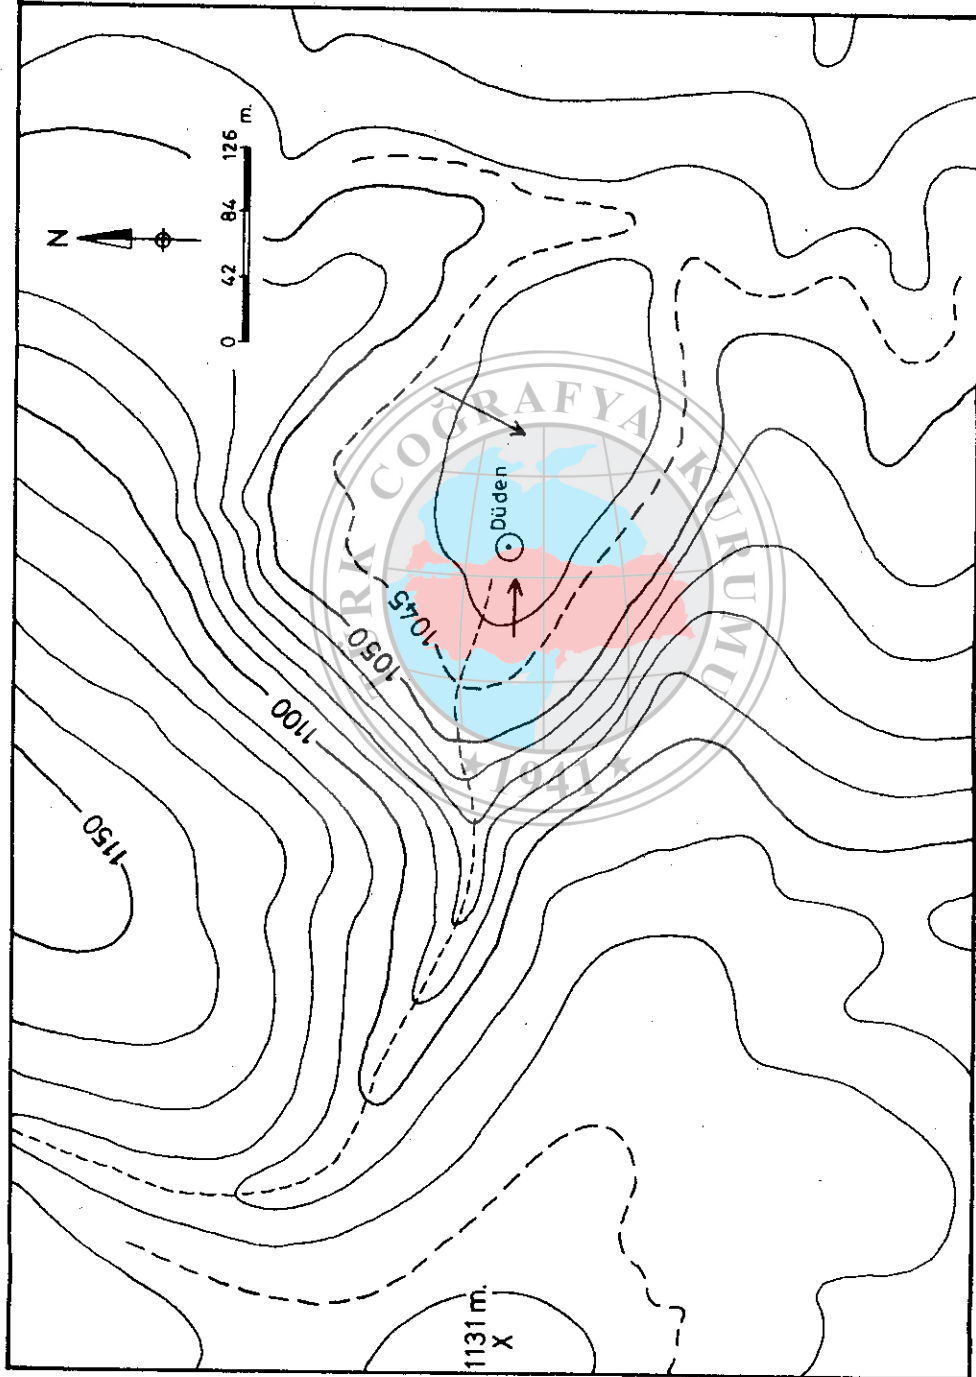 N
0 42 84 126 m.
1150
1100
1050
1045
Düden
1131 m.
X
TÜRK COĞRAFYA KURUMU
★ 1941 ★